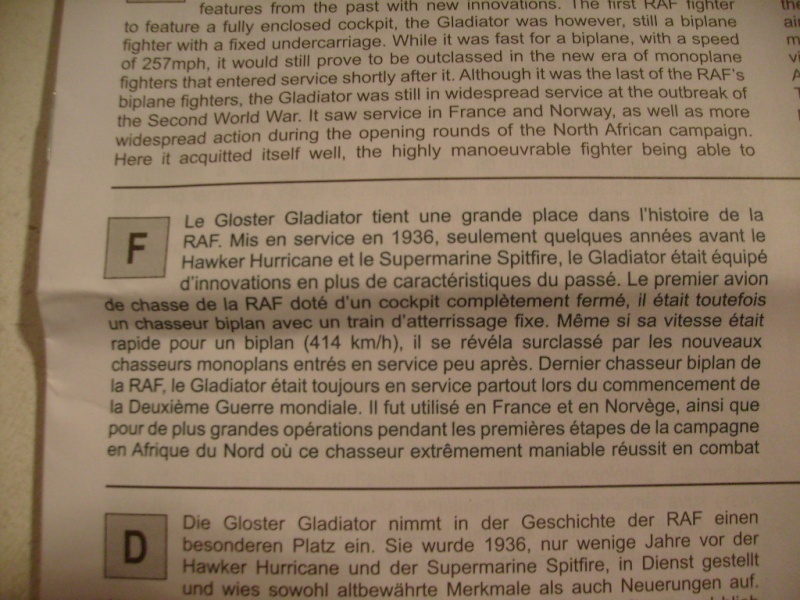 features from the past with new innovations. The first RAF fighter
to feature a fully enclosed cockpit, the Gladiator was however, still a biplane
fighter with a fixed undercarriage. While it was fast for a biplane, with a speed
of 257mph, it would still prove to be outclassed in the new era of monoplane
fighters that entered service shortly after it. Although it was the last of the RAF's
biplane fighters, the Gladiator was still in widespread service at the outbreak of
the Second World War. It saw service in France and Norway, as well as more
widespread action during the opening rounds of the North African campaign.
Here it acquitted itself well, the highly manoeuvrable fighter being able to
F
Le Gloster Gladiator tient une grande place dans l'histoire de la
RAF. Mis en service en 1936, seulement quelques années avant le
Hawker Hurricane et le Supermarine Spitfire, le Gladiator était équipé
d'innovations en plus de caractéristiques du passé. Le premier avion
de chasse de la RAF doté d'un cockpit complètement fermé, il était toutefois
un chasseur biplan avec un train d'atterrissage fixe. Même si sa vitesse était
rapide pour un biplan (414 km/h), il se révéla surclassé par les nouveaux
chasseurs monoplans entrés en service peu après. Dernier chasseur biplan de
la RAF, le Gladiator était toujours en service partout lors du commencement de
la Deuxième Guerre mondiale. Il fut utilisé en France et en Norvège, ainsi que
pour de plus grandes opérations pendant les premières étapes de la campagne
en Afrique du Nord où ce chasseur extrêmement maniable réussit en combat
D
Die Gloster Gladiator nimmt in der Geschichte der RAF einen
besonderen Platz ein. Sie wurde 1936, nur wenige Jahre vor der
Hawker Hurricane und der Supermarine Spitfire, in Dienst gestellt
und wies sowohl altbewährte Merkmale als auch Neuerungen auf.